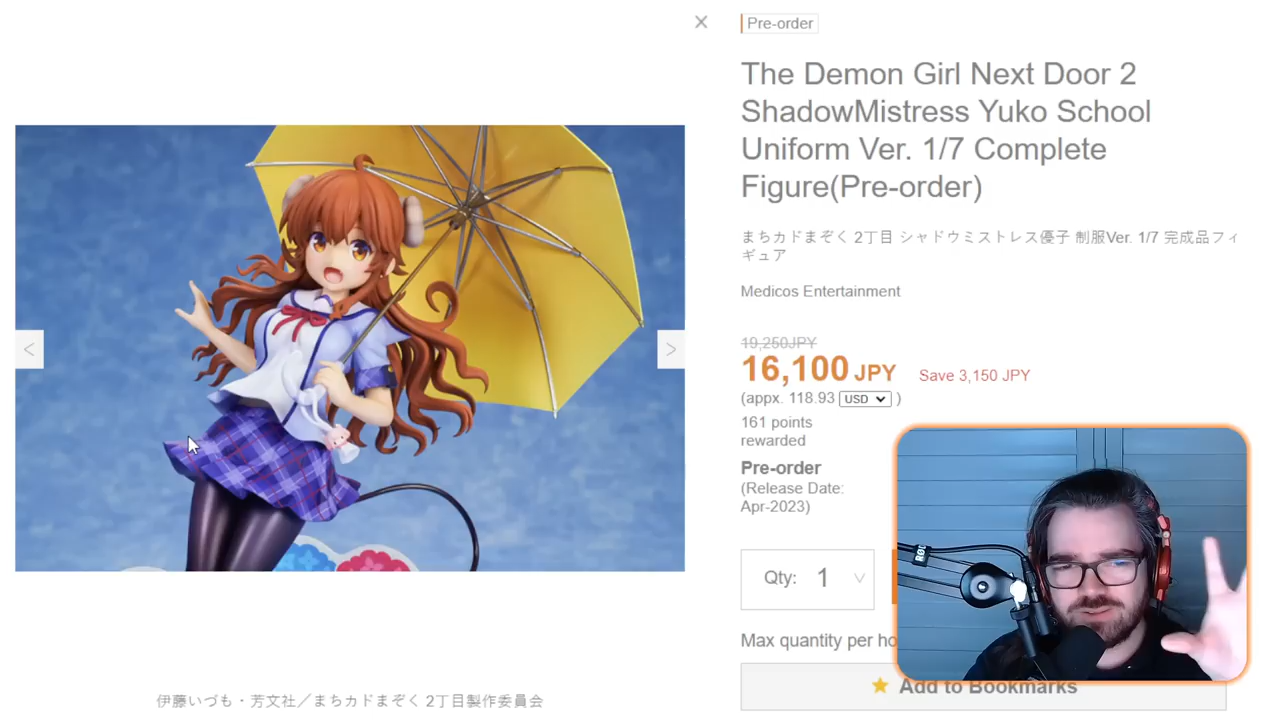 Pre-order
The Demon Girl Next Door 2
ShadowMistress Yuko School
Uniform Ver. 1/7 Complete
Figure(Pre-order)
まちカドまぞく 2丁目 シャドウミストレス優子 制服Ver. 1/7 完成品フィ
ギュア
Medicos Entertainment
19,250JPY
16,100 JPY Save 3,150 JPY
(appx. 118.93 USD )
161 points
rewarded
Pre-order
(Release Date:
Apr-2023)
Qty: 1
Max quantity per ho
Add to Bookmarks
伊藤いづも・芳文社／まちカドまぞく 2丁目製作委員会